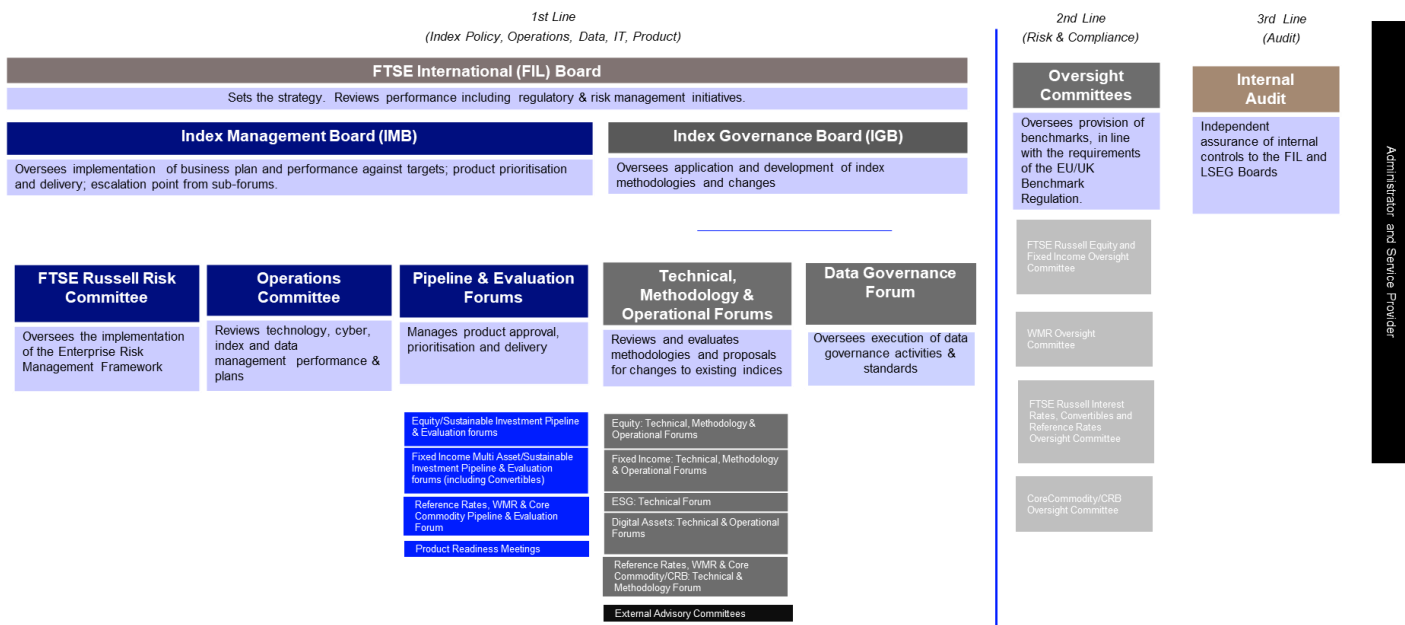 1st Line
(Index Policy, Operations, Data, IT, Product)
2nd Line
(Risk & Compliance)
3rd Line
(Audit)
FTSE International (FIL) Board
Sets the strategy. Reviews performance including regulatory & risk management initiatives.
Index Management Board (IMB)
Oversees implementation of business plan and performance against targets; product prioritisation
and delivery; escalation point from sub-forums.
Index Governance Board (IGB)
Oversees application and development of index
methodologies and changes
Oversight
Committees
Oversees provision of
benchmarks, in line
with the requirements
of the EU/UK
Benchmark
Regulation.
Internal
Audit
Independent
assurance of internal
controls to the FIL and
LSEG Boards
Administrator and Service Provider
FTSE Russell Risk
Committee
Oversees the implementation
of the Enterprise Risk
Management Framework
Operations
Committee
Reviews technology, cyber,
index and data
management performance &
plans
Pipeline & Evaluation
Forums
Manages product approval,
prioritisation and delivery
Equity/Sustainable Investment Pipeline
& Evaluation forums
Fixed Income Multi Asset/Sustainable
Investment Pipeline & Evaluation
forums (including Convertibles)
Reference Rates, WMR & Core
Commodity Pipeline & Evaluation
Forum
Product Readiness Meetings
Technical,
Methodology &
Operational Forums
Reviews and evaluates
methodologies and proposals
for changes to existing indices
Equity: Technical, Methodology &
Operational Forums
Fixed Income: Technical, Methodology
& Operational Forums
ESG: Technical Forum
Digital Assets: Technical & Operational
Forums
Reference Rates, WMR & Core
Commodity/CRB: Technical &
Methodology Forum
External Advisory Committees
Data Governance
Forum
Oversees execution of data
governance activities &
standards
FTSE Russell Equity and
Fixed Income Oversight
Committee
WMR Oversight
Committee
FTSE Russell Interest
Rates, Convertibles and
Reference Rates
Oversight Committee
CoreCommodity/CRB
Oversight Committee